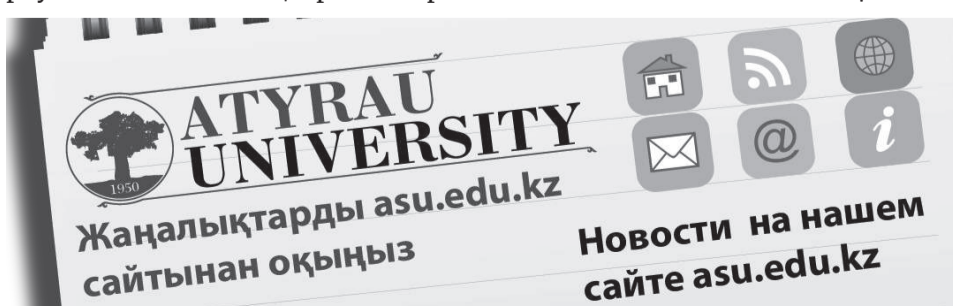 ATYRAU
UNIVERSITY
1950
Жаңалықтарды asu.edu.kz
сайтынан оқыңыз
Новости на нашем
сайте asu.edu.kz